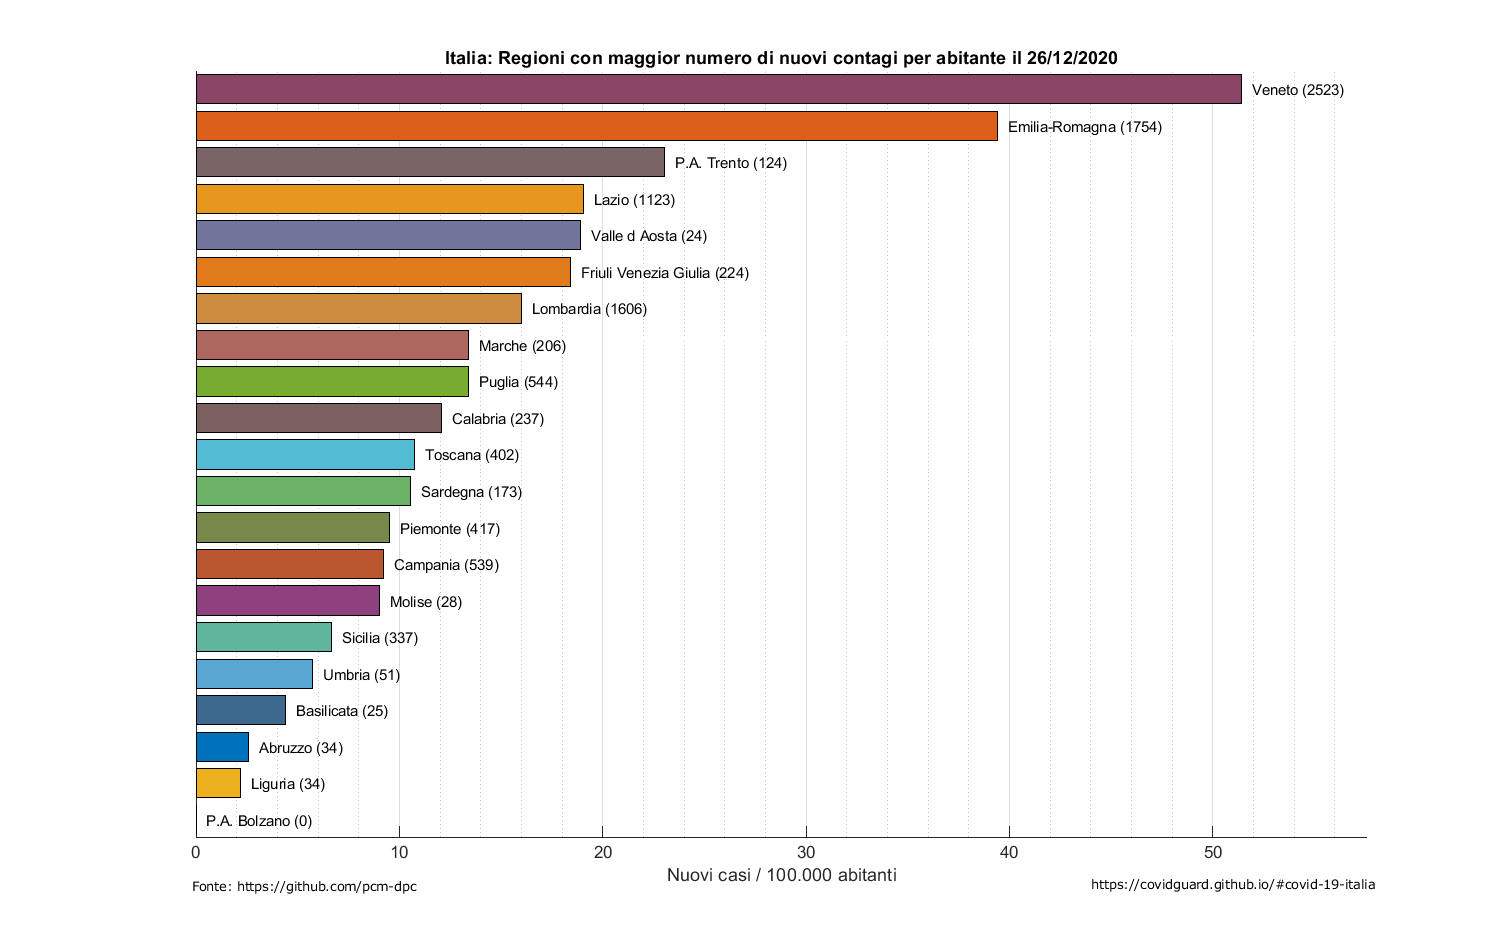 Italia: Regioni con maggior numero di nuovi contagi per abitante il 26/12/2020
Veneto (2523)
Emilia-Romagna (1754)
P.A. Trento (124)
Lazio (1123)
Valle d Aosta (24)
Friuli Venezia Giulia (224)
Lombardia (1606)
Marche (206)
Puglia (544)
Calabria (237)
Toscana (402)
Sardegna (173)
Piemonte (417)
Campania (539)
Molise (28)
Sicilia (337)
Umbria (51)
Basilicata (25)
Abruzzo (34)
Liguria (34)
P.A. Bolzano (0)
0 10 20 30 40 50
Nuovi casi / 100.000 abitanti
Fonte: https://github.com/pcm-dpc
https://covidguard.github.io/#covid-19-italia